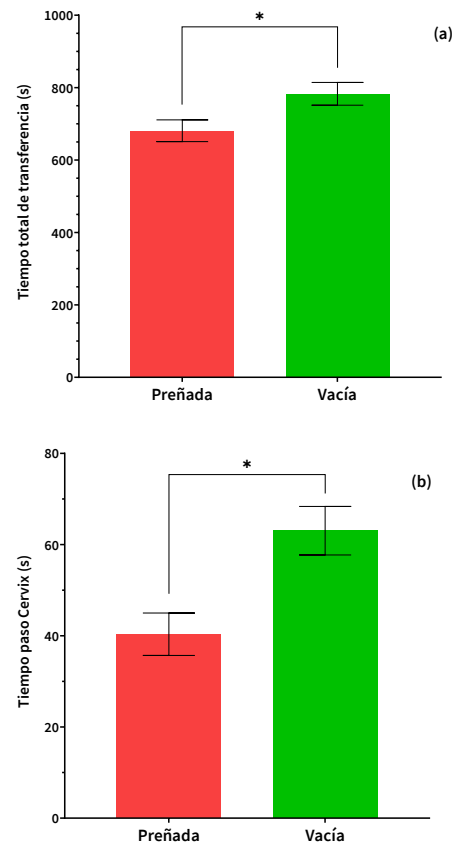 (a)
*
Tiempo total de transferencia (s)
1000
800
600
400
200
0
Preñada Vacía
(b)
*
Tiempo paso Cervix (s)
80
60
40
20
0
Preñada Vacía